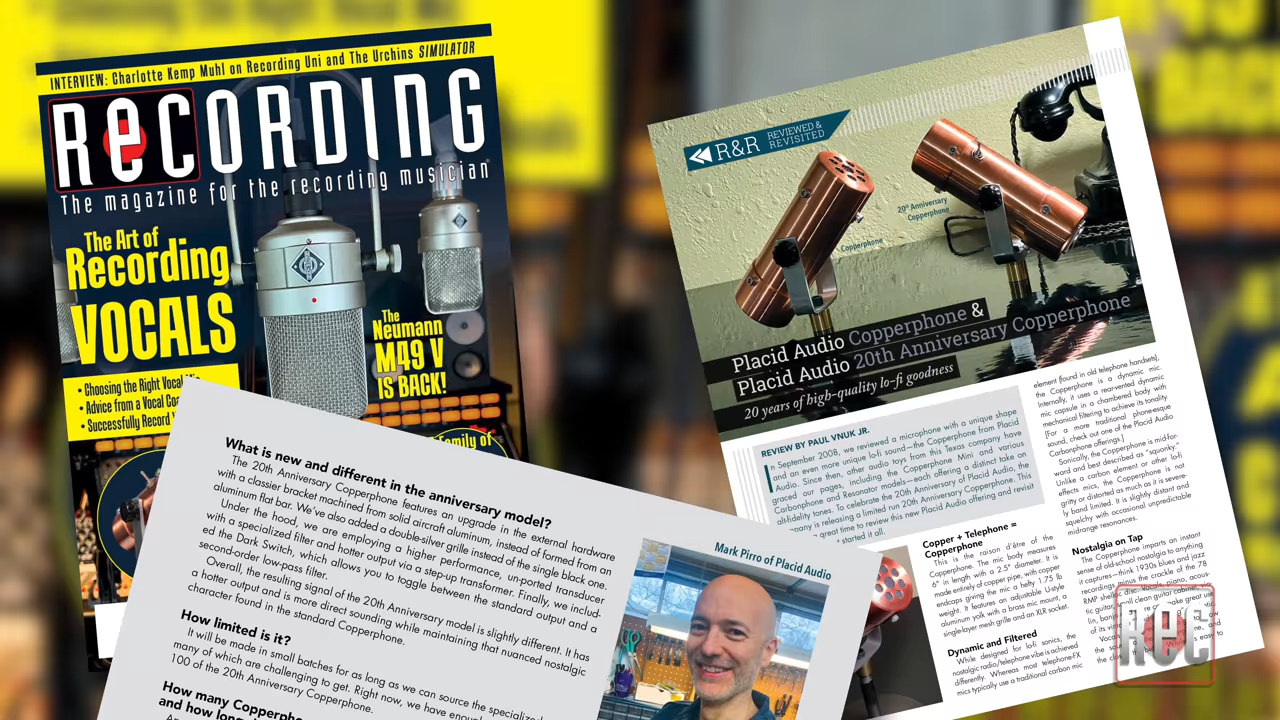 INTERVIEW: Charlotte Kemp Muhl on Recording Uni and The Urchins SIMULATOR
ReCORDING
The magazine for the recording musician
The Art of
Recording
VOCALS
The
Neumann
M49 V
IS BACK!
• Choosing the Right Vocal
• Advice from a Vocal
• Successfully Record
Family of
What is new and different in the anniversary model?
The 20th Anniversary Copperphone features an upgrade in the external hardware
with a classier bracket machined from solid aircraft aluminum, instead of formed from an
aluminum flat bar. We've also added a double-silver grille instead of the single black one.
Under the hood, we are employing a higher performance, un-ported transducer
with a specialized filter and hotter output via a step-up transformer. Finally, we includ-
ed the Dark Switch, which allows you to toggle between the standard output and a
second-order low-pass filter.
Overall, the resulting tonality of the 20th Anniversary model is slightly different. It has
a hotter output and is more direct sounding while maintaining that nuanced nostalgic
character found in the standard Copperphone.
How limited is it?
It will be made in small batches for as long as we can source the specialized
many of which are challenging to get. Right now, we have
100 of the 20th Anniversary Copperphone.
How many
and how
Mark Pirro of Placid Audio
R&R REVIEWED &
REVISITED
20th Anniversary
Copperphone
Copperphone
Placid Audio Copperphone &
Placid Audio 20th Anniversary Copperphone
20 years of high-quality lo-fi goodness
REVIEW BY PAUL VNUK JR.
In September 2008, we reviewed a microphone with a unique shape
and an even more unique lo-fi sound—the Copperphone from Placid
Audio. Since then, other audio toys from this Texas company have
graced our pages, including the Copperphone Mini and various
Carbonphone and Resonator models—each offering a distinct take on
alt-fidelity tones. To celebrate the 20th Anniversary of Placid Audio, the
is releasing a limited run 20th Anniversary Copperphone. This
great time to review this new Placid Audio offering and revisit
started it all.
Copper + Telephone =
Copperphone
This is the raison d'être of the
Copperphone. The mic body measures
6" in length with a 2.5" diameter. It is
made entirely of copper pipe, with copper
endcaps giving the mic a hefty 1.75 lb
weight. It features an adjustable U-style
aluminum yolk with a brass mic mount, a
single-layer mesh grille and an XLR socket.
Dynamic and Filtered
While designed for lo-fi sonics, the
nostalgic radio/telephone vibe is achieved
differently. Whereas most telephone-FX
mics typically use a traditional carbon mic
element (found in old telephone handsets),
the Copperphone is a dynamic mic.
Internally, it uses a rear-vented dynamic
mic capsule in a chambered body with
mechanical filtering to achieve its tonality.
[For a more traditional phone-esque
sound, check out one of the Placid Audio
Carbonphone offerings.]
Sonically, the Copperphone is midfor-
ward and best described as "squonky."
Unlike a carbon element or other lo-fi
effects mics, the Copperphone is not
gritty or distorted as much as it is severe-
ly band limited. It is slightly distant and
squelchy with occasional unpredictable
midrange resonances.
Nostalgia on Tap
The Copperphone imparts an instant
sense of old-school nostalgia to anything
it captures—think 1930s blues and jazz
recordings minus the crackle of the 78
RMP shellac disc. Vocals, piano, acous-
tic guitar
ReC